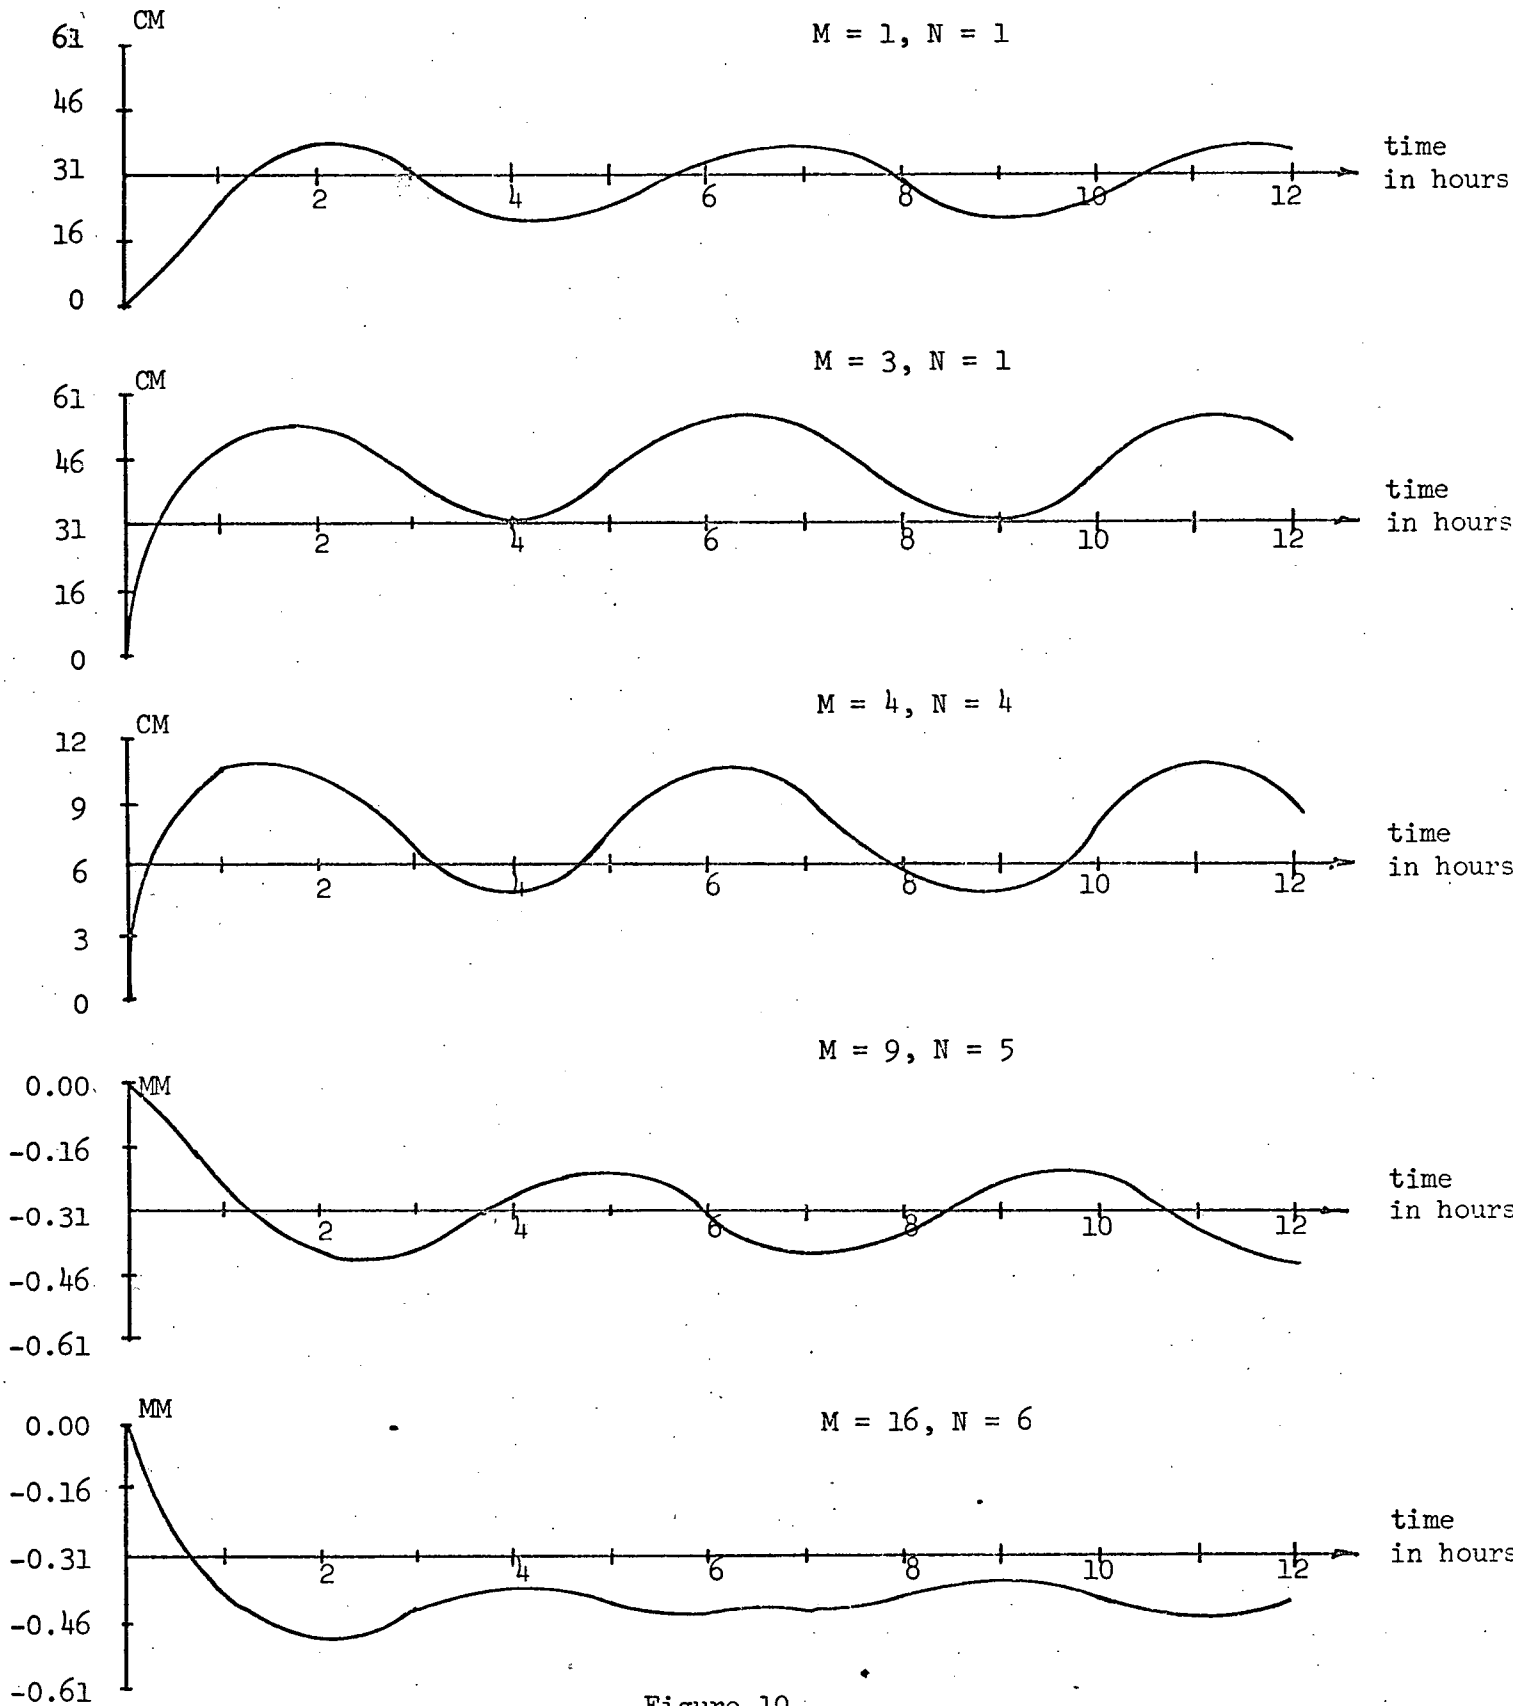 CM
61
M = 1, N = 1
46
31
time
in hours
2 4 6 8 10 12
16
0
M = 3, N = 1
CM
61
46
time
31
in hours
2 4 6 8 10 12
16
0
M = 4, N = 4
CM
12
9
time
6
in hours
2 4 6 8 10 12
3
0
M = 9, N = 5
0.00 MM
-0.16
time
-0.31
in hours
2 4 6 8 10 12
-0.46
-0.61
MM
0.00
M = 16, N = 6
-0.16
time
-0.31
in hours
2 4 6 8 10 12
-0.46
-0.61
Figure 10